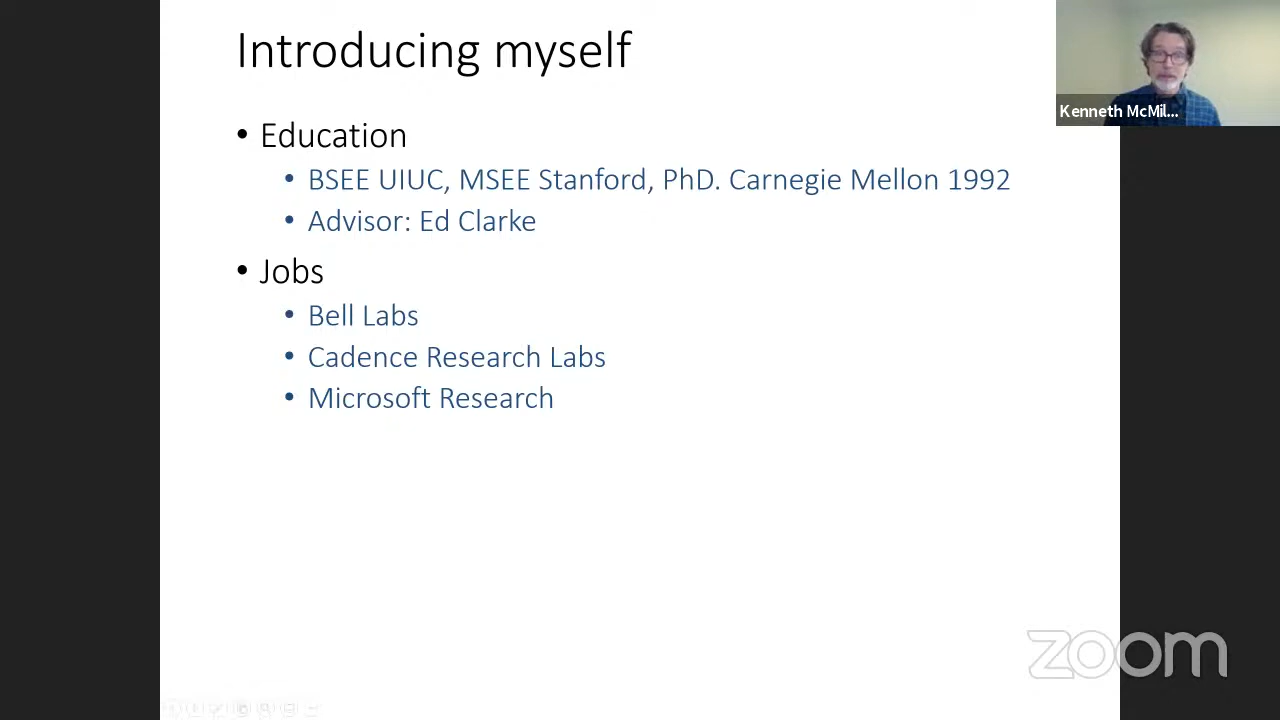 Introducing myself
Kenneth McMil...
• Education
• BSEE UIUC, MSEE Stanford, PhD. Carnegie Mellon 1992
• Advisor: Ed Clarke
• Jobs
• Bell Labs
• Cadence Research Labs
• Microsoft Research
zoom